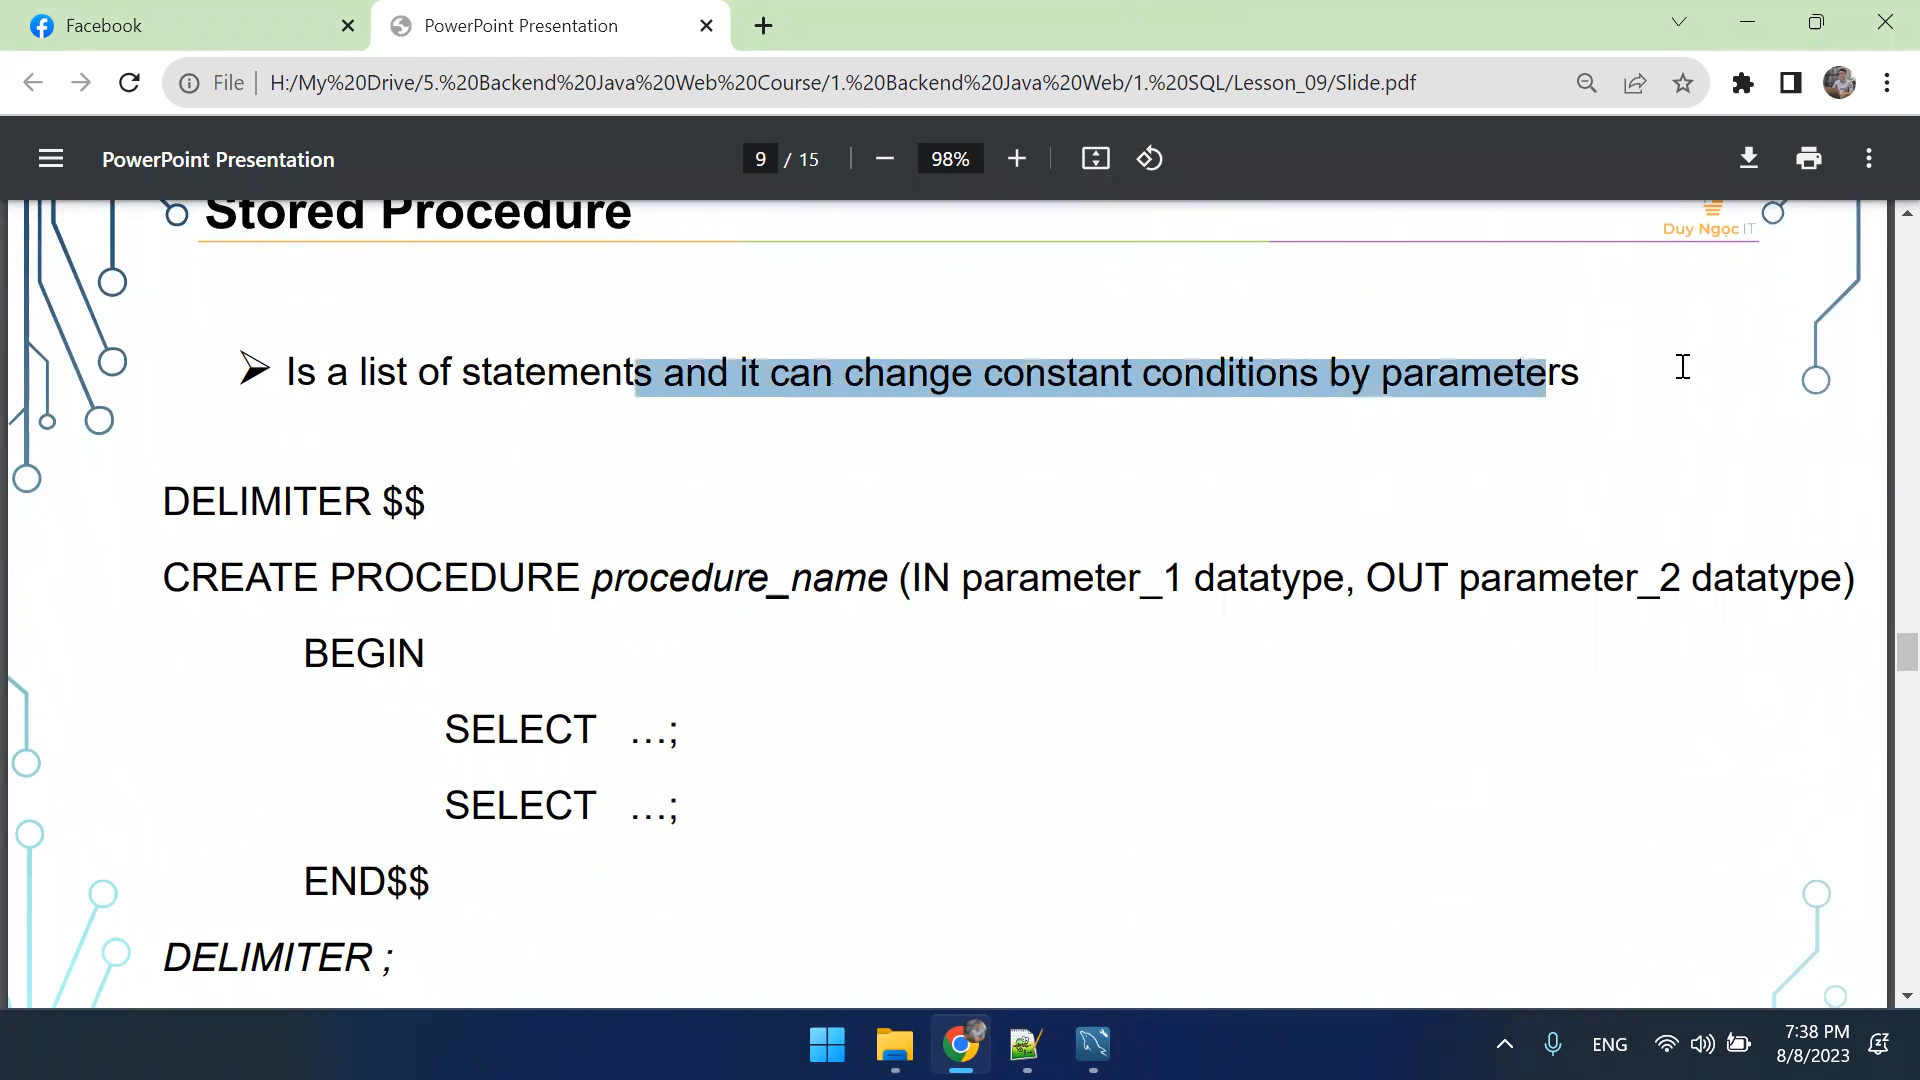 Facebook
PowerPoint Presentation
File
H:/My%20Drive/5.%20Backend%20Java%20Web%20Course/1.%20Backend%20Java%20Web/1.%20SQL/Lesson_09/Slide.pdf
PowerPoint Presentation
9 / 15
98%
Stored Procedure
Duy Ngọc IT
Is a list of statements and it can change constant conditions by parameters
DELIMITER $$
CREATE PROCEDURE procedure_name (IN parameter_1 datatype, OUT parameter_2 datatype)
BEGIN
SELECT …;
SELECT …;
END$$
DELIMITER ;
ENG
7:38 PM
8/8/2023